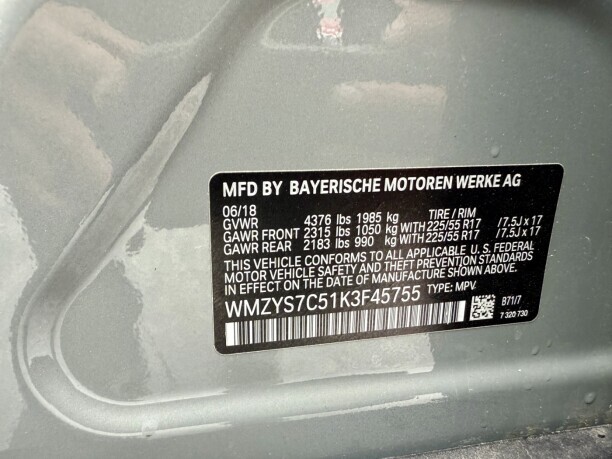 MFD BY BAYERISCHE MOTOREN WERKE AG
06/18
GVWR 4376 lbs 1985 kg TIRE / RIM
GAWR FRONT 2315 lbs 1050 kg WITH 225/55 R17 /7.5J x 17
GAWR REAR 2183 lbs 990 kg WITH 225/55 R17 /7.5J x 17
THIS VEHICLE CONFORMS TO ALL APPLICABLE U.S. FEDERAL
MOTOR VEHICLE SAFETY AND THEFT PREVENTION STANDARDS
IN EFFECT ON THE DATE OF MANUFACTURE SHOWN ABOVE.
WMZYS7C51K3F45755 TYPE: MPV
B71/7
7 320 730